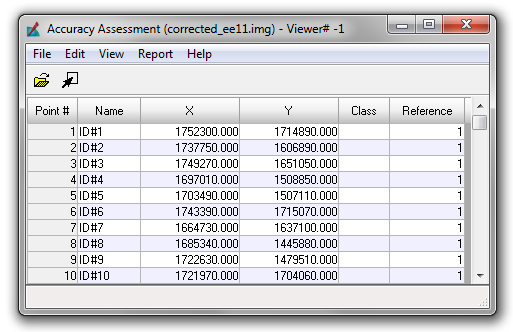 Accuracy Assessment (corrected_ee11.img) - Viewer# -1
File Edit View Report Help
Point # Name X Y Class Reference
1 ID#1 1752300.000 1714890.000 1
2 ID#2 1737750.000 1606890.000 1
3 ID#3 1749270.000 1651050.000 1
4 ID#4 1697010.000 1508850.000 1
5 ID#5 1703490.000 1507110.000 1
6 ID#6 1743390.000 1715070.000 1
7 ID#7 1664730.000 1637100.000 1
8 ID#8 1685340.000 1445880.000 1
9 ID#9 1722630.000 1479510.000 1
10 ID#10 1721970.000 1704060.000 1